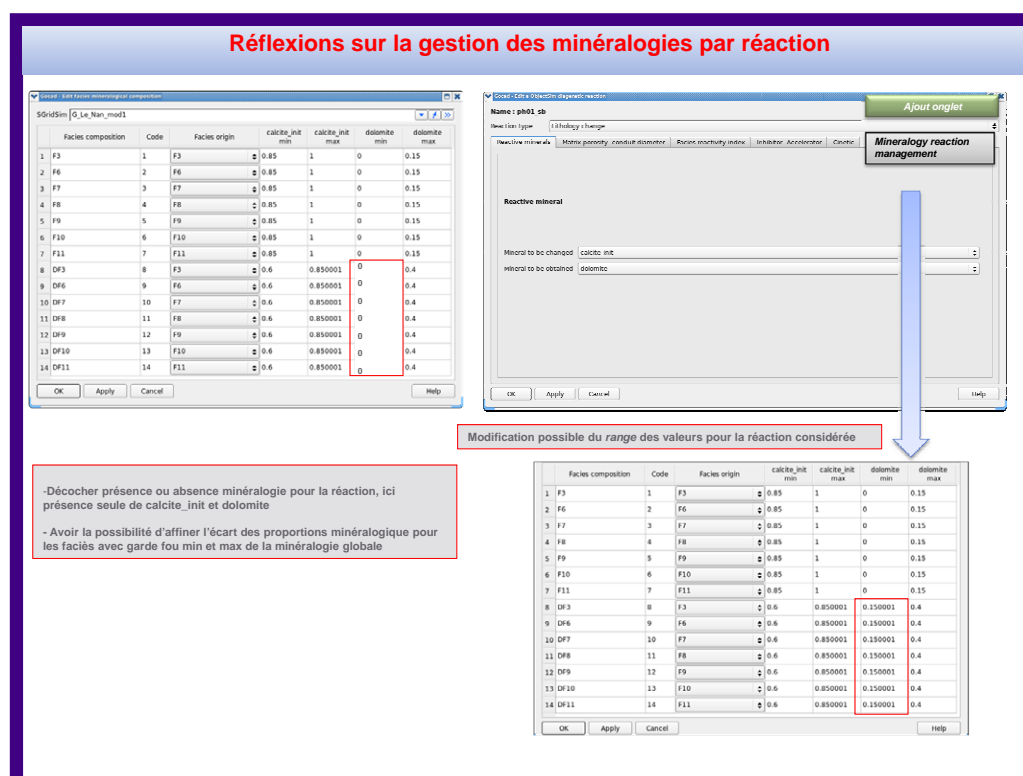 Réflexions sur la gestion des minéralogies par réaction
Gocad - Edit facies mineralogical composition
SGridSim G_Le_Nan_mod1
Facies composition Code Facies origin calcite_init min calcite_init max dolomite min dolomite max
1 F3 1 F3 0.85 1 0 0.15
2 F6 2 F6 0.85 1 0 0.15
3 F7 3 F7 0.85 1 0 0.15
4 F8 4 F8 0.85 1 0 0.15
5 F9 5 F9 0.85 1 0 0.15
6 F10 6 F10 0.85 1 0 0.15
7 F11 7 F11 0.85 1 0 0.15
8 DF3 8 F3 0.6 0.850001 0 0.4
9 DF6 9 F6 0.6 0.850001 0 0.4
10 DF7 10 F7 0.6 0.850001 0 0.4
11 DF8 11 F8 0.6 0.850001 0 0.4
12 DF9 12 F9 0.6 0.850001 0 0.4
13 DF10 13 F10 0.6 0.850001 0 0.4
14 DF11 14 F11 0.6 0.850001 0 0.4
OK Apply Cancel Help
Gocad - Edit a ObjectSim diagenetic reaction
Name : ph01_sb
Reaction type Lithology change
Reactive minerals Matrix porosity, conduit diameter Facies reactivity index Inhibitor, Accelerator Cinetic
Ajout onglet
Mineralogy reaction
management
Reactive mineral
Mineral to be changed calcite_init
Mineral to be obtained dolomite
OK Apply Cancel Help
Modification possible du range des valeurs pour la réaction considérée
-Décocher présence ou absence minéralogie pour la réaction, ici
présence seule de calcite_init et dolomite
- Avoir la possibilité d'affiner l'écart des proportions minéralogique pour
les faciès avec garde fou min et max de la minéralogie globale
Facies composition Code Facies origin calcite_init min calcite_init max dolomite min dolomite max
1 F3 1 F3 0.85 1 0 0.15
2 F6 2 F6 0.85 1 0 0.15
3 F7 3 F7 0.85 1 0 0.15
4 F8 4 F8 0.85 1 0 0.15
5 F9 5 F9 0.85 1 0 0.15
6 F10 6 F10 0.85 1 0 0.15
7 F11 7 F11 0.85 1 0 0.15
8 DF3 8 F3 0.6 0.850001 0.150001 0.4
9 DF6 9 F6 0.6 0.850001 0.150001 0.4
10 DF7 10 F7 0.6 0.850001 0.150001 0.4
11 DF8 11 F8 0.6 0.850001 0.150001 0.4
12 DF9 12 F9 0.6 0.850001 0.150001 0.4
13 DF10 13 F10 0.6 0.850001 0.150001 0.4
14 DF11 14 F11 0.6 0.850001 0.150001 0.4
OK Apply Cancel Help